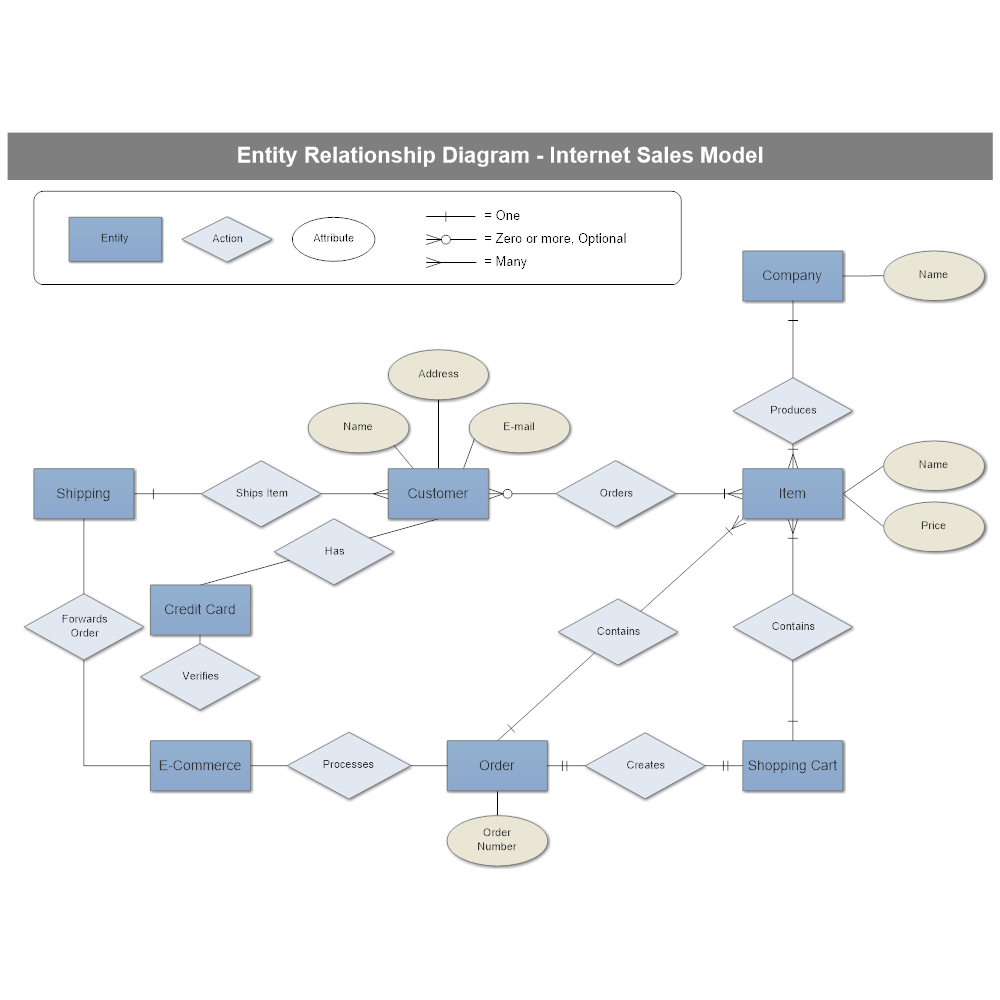 Entity Relationship Diagram - Internet Sales Model
Entity
Action
Attribute
= One
= Zero or more, Optional
= Many
Company
Name
Address
Produces
Name
E-mail
Name
Shipping
Ships Item
Customer
Orders
Item
Price
Has
Credit Card
Forwards
Order
Contains
Contains
Verifies
E-Commerce
Processes
Order
Creates
Shopping Cart
Order
Number